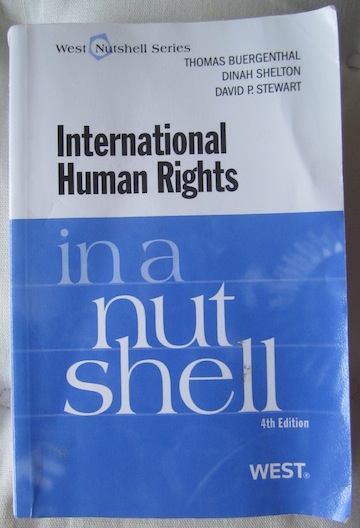 West Nutshell Series
THOMAS BUERGENTHAL
DINAH SHELTON
DAVID P. STEWART
International
Human Rights
in a
nut
shell
4th Edition
WEST®